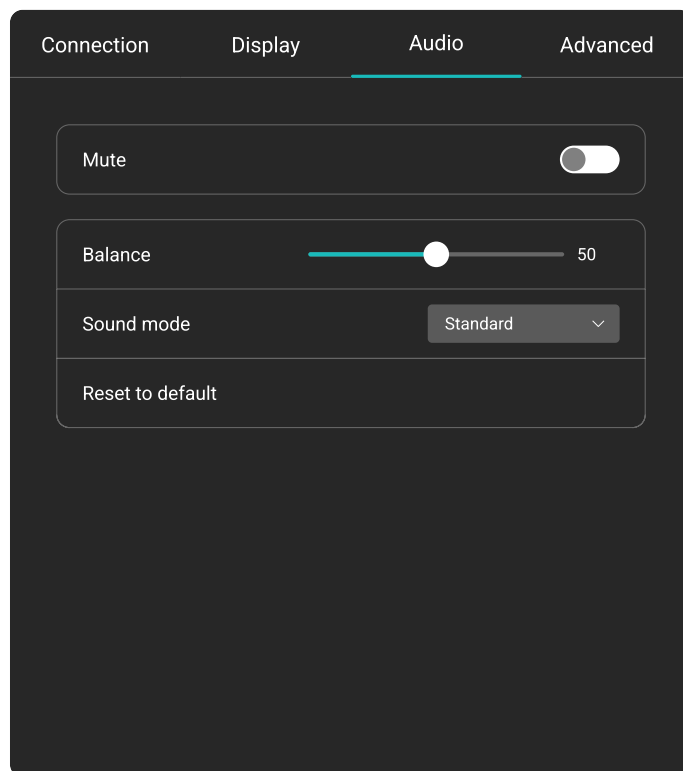 Connection Display Audio Advanced
Mute
Balance 50
Sound mode Standard
Reset to default